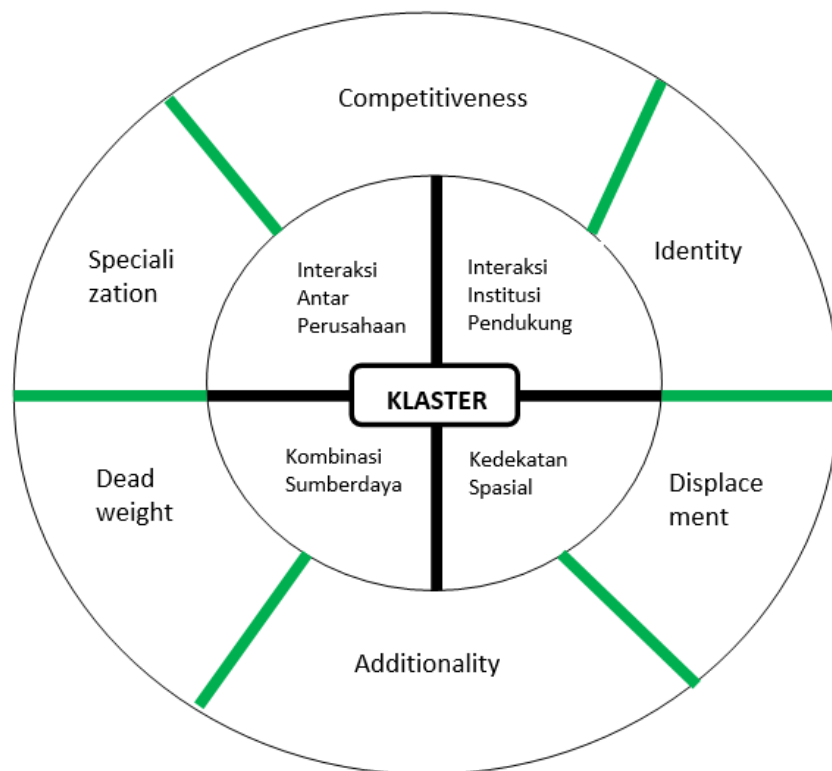 Competitiveness
Speciali
zation
Identity
Interaksi
Antar
Perusahaan
Interaksi
Institusi
Pendukung
KLASTER
Kombinasi
Sumberdaya
Kedekatan
Spasial
Dead
weight
Displace
ment
Additionality